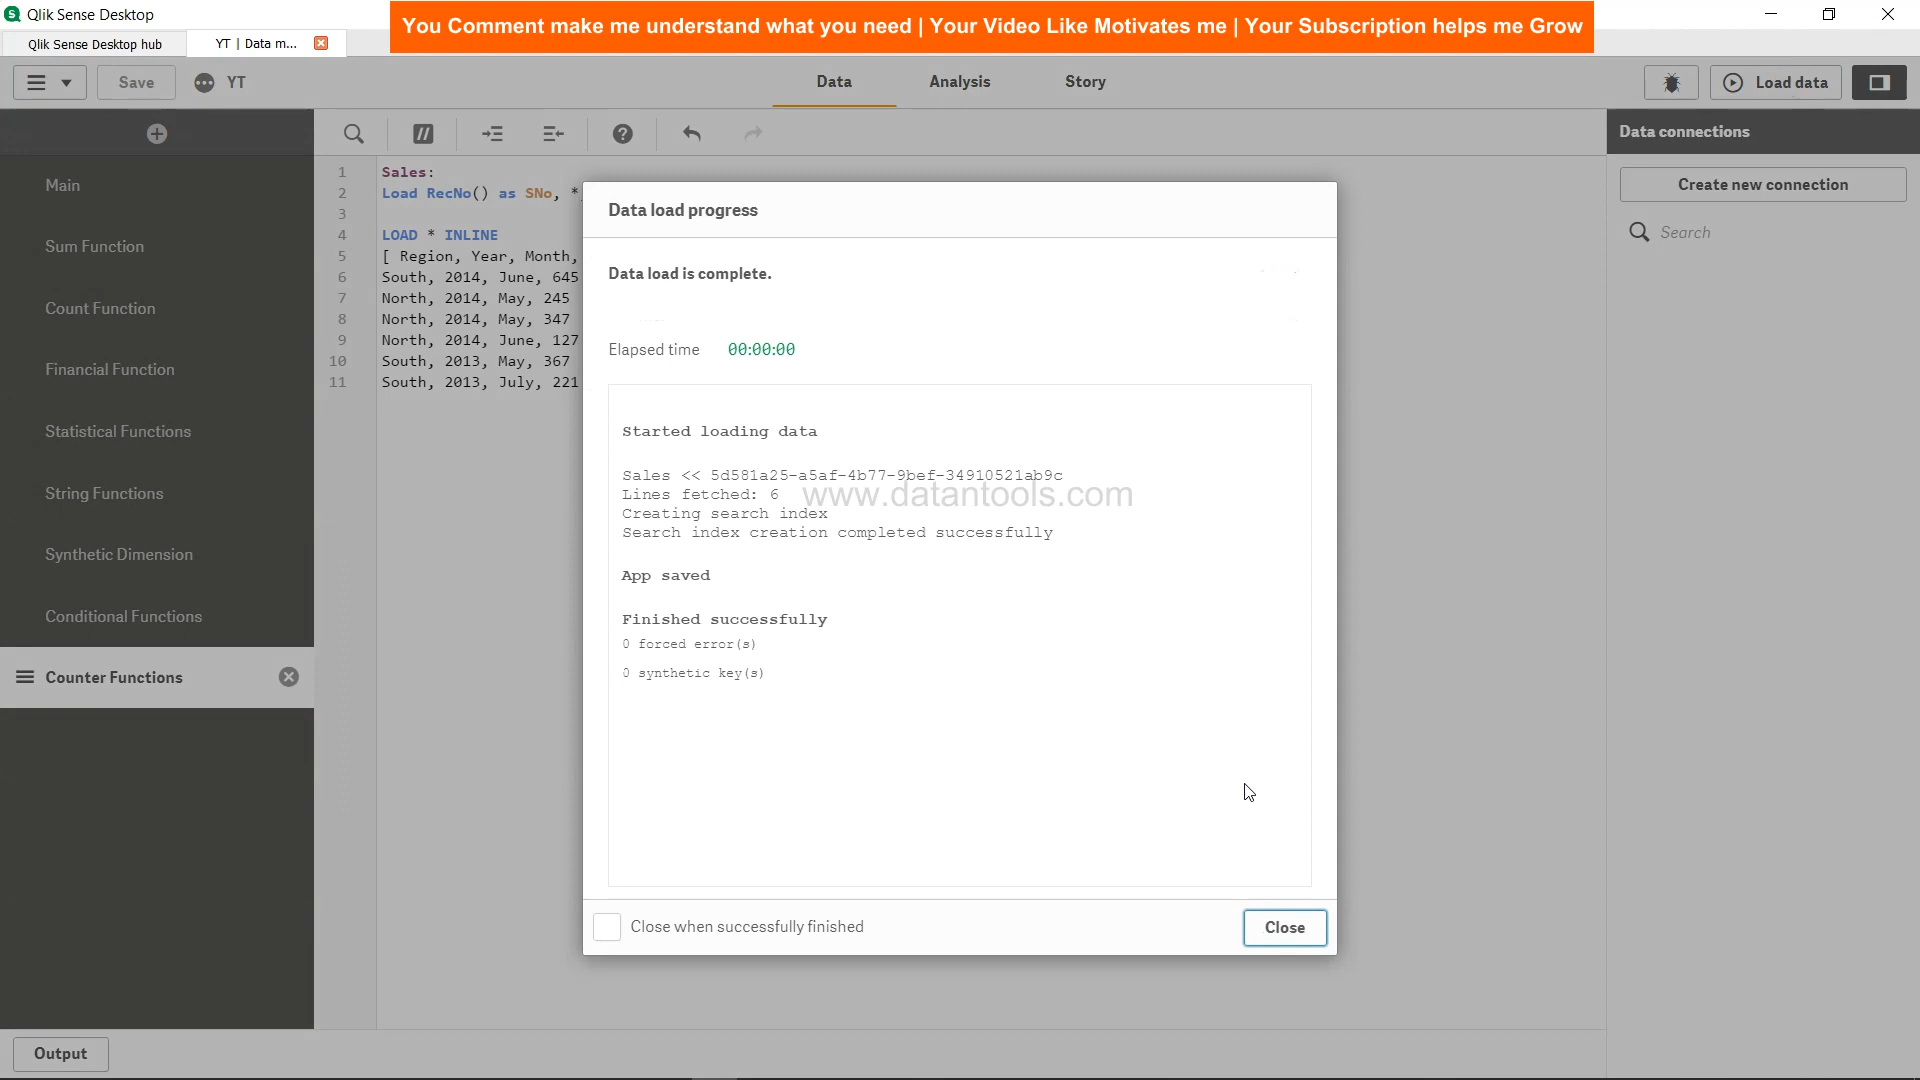 Qlik Sense Desktop
You Comment make me understand what you need | Your Video Like Motivates me | Your Subscription helps me Grow
Qlik Sense Desktop hub
YT | Data m...
Save
YT
Data
Analysis
Story
Load data
Data connections
Create new connection
Search
Main
Sum Function
Count Function
Financial Function
Statistical Functions
String Functions
Synthetic Dimension
Conditional Functions
Counter Functions
1 Sales:
2 Load RecNo() as SNo, *
3
4 LOAD * INLINE
5 [ Region, Year, Month,
6 South, 2014, June, 645
7 North, 2014, May, 245
8 North, 2014, May, 347
9 North, 2014, June, 127
10 South, 2013, May, 367
11 South, 2013, July, 221
Data load progress
Data load is complete.
Elapsed time 00:00:00
Started loading data
Sales << 5d581a25-a5af-4b77-9bef-34910521ab9c
Lines fetched: 6
www.datantools.com
Creating search index
Search index creation completed successfully
App saved
Finished successfully
0 forced error(s)
0 synthetic key(s)
Close when successfully finished
Close
Output